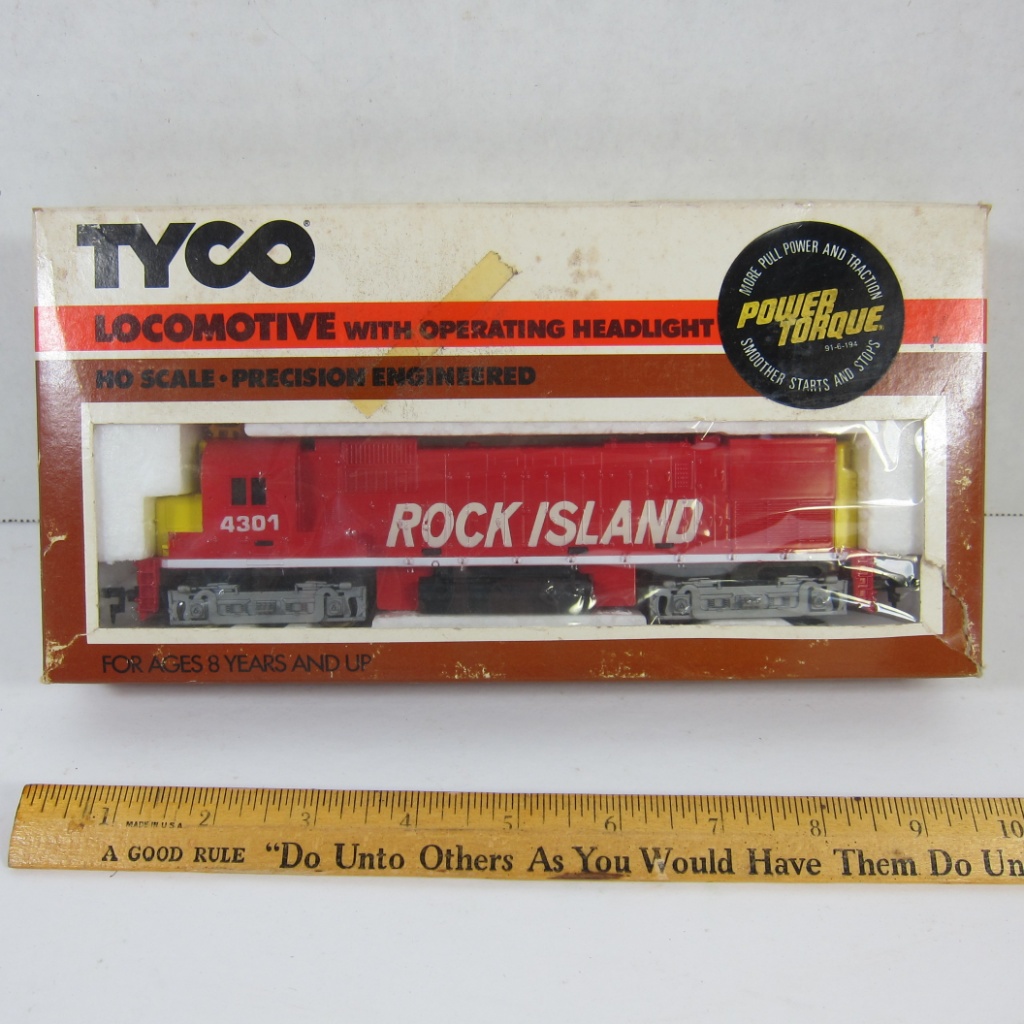 TYCO®
LOCOMOTIVE WITH OPERATING HEADLIGHT
HO SCALE • PRECISION ENGINEERED
MORE PULL POWER AND TRACTION
POWER
TORQUE
91-6-194
SMOOTHER STARTS AND STOPS
4301
ROCK ISLAND
FOR AGES 8 YEARS AND UP
1 2 3 4 5 6 7 8 9 10
MADE IN U.S.A.
A GOOD RULE "Do Unto Others As You Would Have Them Do Un